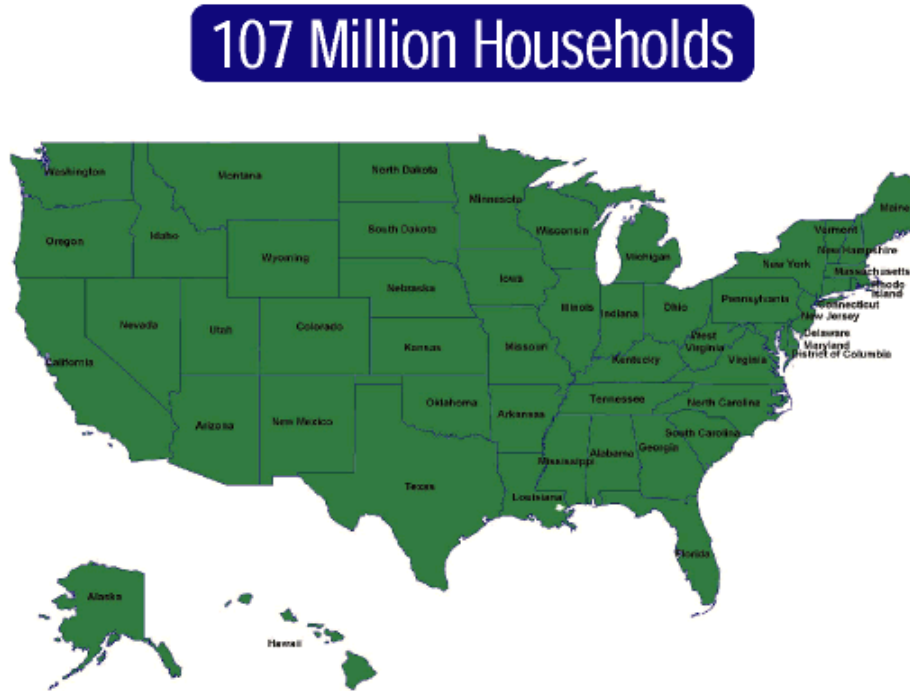 107 Million Households
Washington
Montana
North Dakota
Minnesota
Maine
Oregon
Idaho
South Dakota
Wisconsin
Vermont
New Hampshire
Wyoming
Michigan
New York
Massachusetts
Rhode
Island
Nebraska
Iowa
Pennsylvania
Connecticut
Nevada
Utah
Colorado
Illinois
Indiana
Ohio
New Jersey
California
Kansas
Missouri
West
Virginia
Delaware
Maryland
District of Columbia
Kentucky
Virginia
Arizona
New Mexico
Oklahoma
Arkansas
Tennessee
North Carolina
South Carolina
Mississippi
Alabama
Georgia
Texas
Louisiana
Florida
Alaska
Hawaii